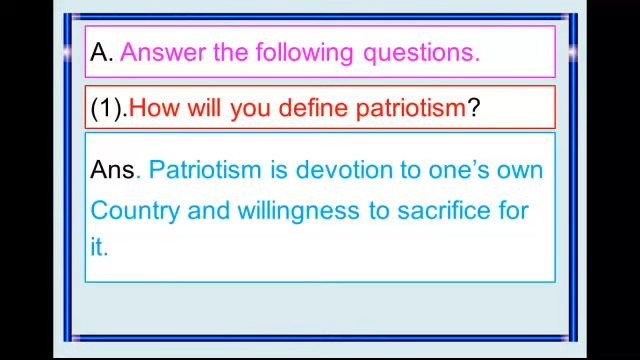 A. Answer the following questions.
(1).How will you define patriotism?
Ans. Patriotism is devotion to one’s own
Country and willingness to sacrifice for
it.